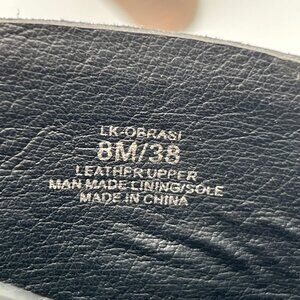 LK-OBRASI
8M/38
LEATHER UPPER
MAN MADE LINING/SOLE
MADE IN CHINA